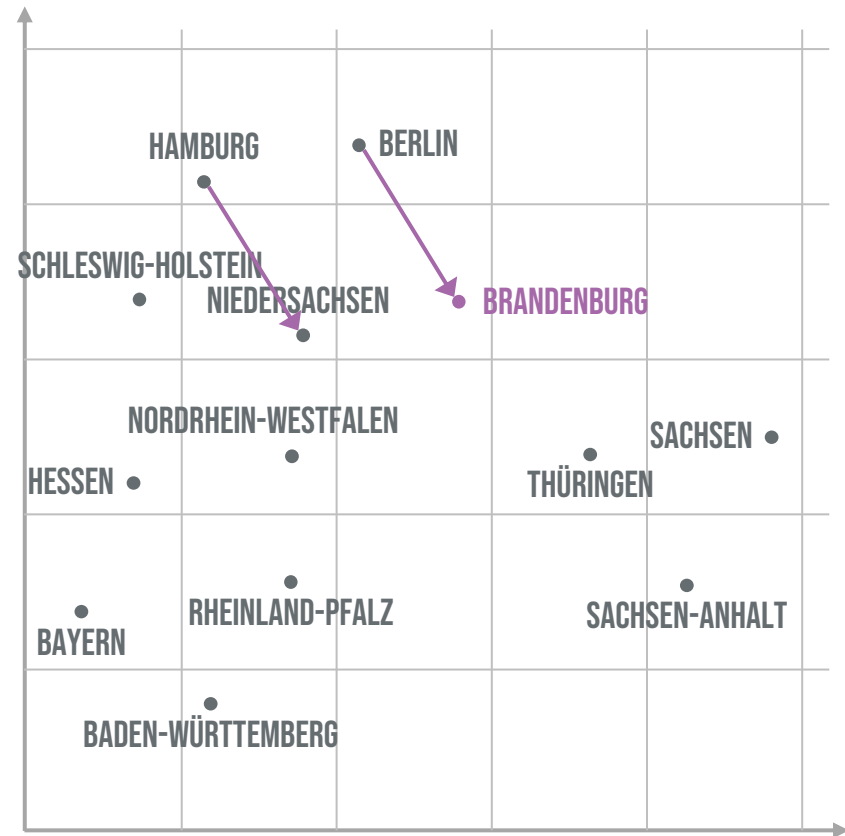 BERLIN
HAMBURG
SCHLESWIG-HOLSTEIN
NIEDERSACHSEN
BRANDENBURG
NORDRHEIN-WESTFALEN
SACHSEN
HESSEN
THÜRINGEN
RHEINLAND-PFALZ
SACHSEN-ANHALT
BAYERN
BADEN-WÜRTTEMBERG